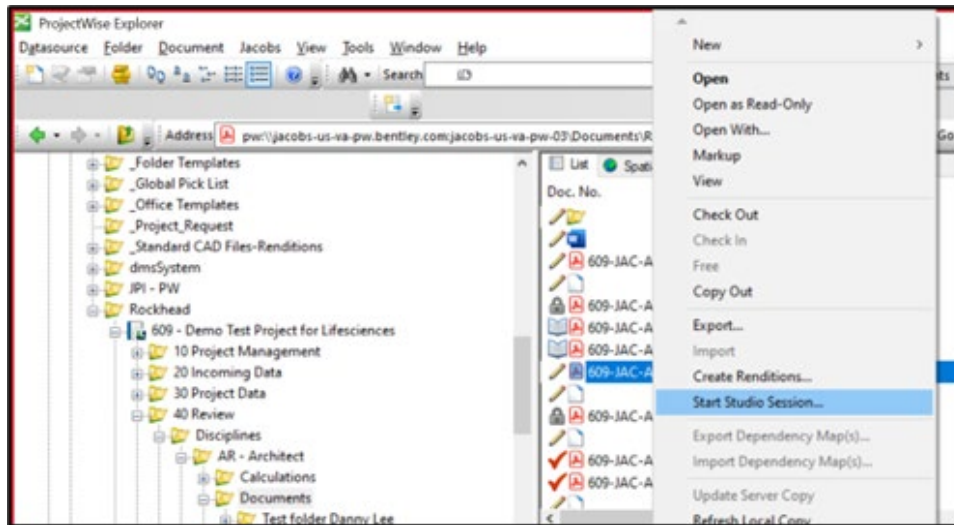 ProjectWise Explorer
Datasource Folder Document Jacobs View Tools Window Help
Search
Address pw:\\jacobs-us-va-pw.bentley.com:jacobs-us-va-pw-03\Documents\R
Go
_Folder Templates
_Global Pick List
_Office Templates
_Project_Request
_Standard CAD Files-Renditions
dmsSystem
JPI - PW
Rockhead
609 - Demo Test Project for Lifesciences
10 Project Management
20 Incoming Data
30 Project Data
40 Review
Disciplines
AR - Architect
Calculations
Documents
Test folder Danny Lee
List Spati
Doc. No.
609-JAC-A
609-JAC-A
609-JAC-A
609-JAC-A
609-JAC-A
609-JAC-A
609-JAC-A
609-JAC-A
New
Open
Open as Read-Only
Open With...
Markup
View
Check Out
Check In
Free
Copy Out
Export...
Import
Create Renditions...
Start Studio Session...
Export Dependency Map(s)...
Import Dependency Map(s)...
Update Server Copy
Refresh Local Copy